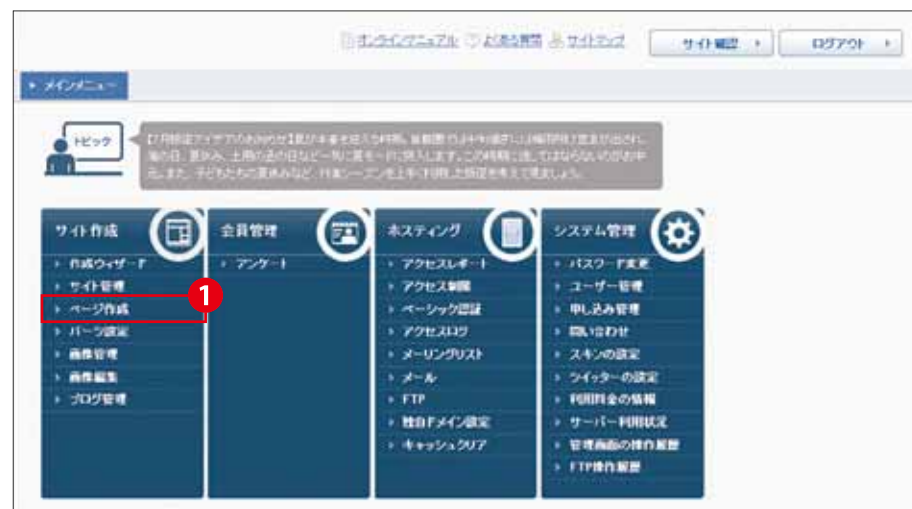 オンラインマニュアル よくある質問 サイトマップ サイト確認 ログアウト
メインメニュー
トピック
サイト作成 会員管理 ホスティング システム管理
作成ウィザード アンケート アクセスレポート パスワード変更
サイト管理 アクセス制限 ユーザー管理
1
ページ作成 ベーシック認証 申し込み管理
パーツ設定 アクセスログ 問い合わせ
画像管理 メーリングリスト スキンの設定
画像編集 メール ツイッターの設定
ブログ管理 FTP 利用料金の情報
独自ドメイン設定 サーバー利用状況
キャッシュクリア 管理画面の操作履歴
FTP操作履歴